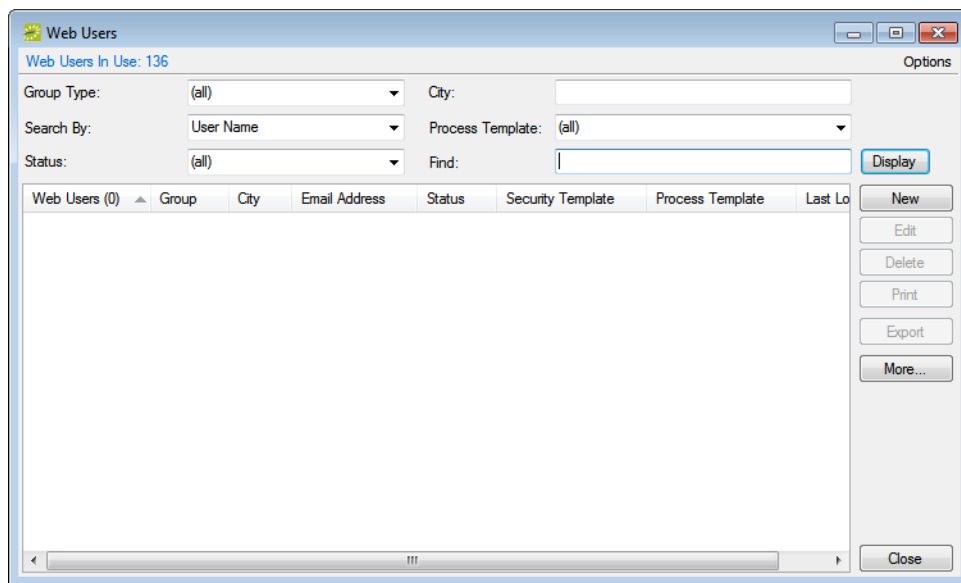 Web Users
Web Users In Use: 136 Options
Group Type: (all) City:
Search By: User Name Process Template: (all)
Status: (all) Find: Display
Web Users (0) Group City Email Address Status Security Template Process Template Last Lo New
Edit
Delete
Print
Export
More...
Close